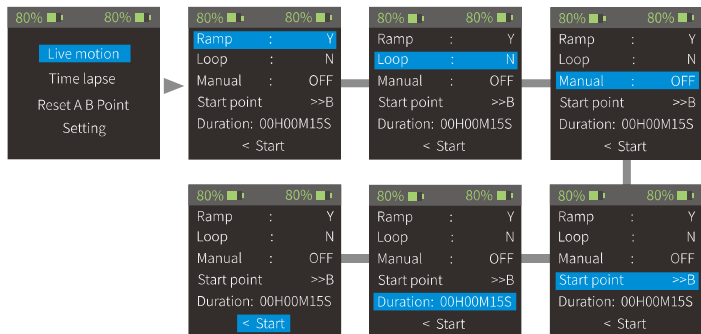 80% 80%
Live motion
Time lapse
Reset A B Point
Setting
80% 80%
Ramp : Y
Loop : N
Manual : OFF
Start point >>B
Duration: 00H00M15S
< Start
80% 80%
Ramp : Y
Loop : N
Manual : OFF
Start point >>B
Duration: 00H00M15S
< Start
80% 80%
Ramp : Y
Loop : N
Manual : OFF
Start point >>B
Duration: 00H00M15S
< Start
80% 80%
Ramp : Y
Loop : N
Manual : OFF
Start point >>B
Duration: 00H00M15S
< Start
80% 80%
Ramp : Y
Loop : N
Manual : OFF
Start point >>B
Duration: 00H00M15S
< Start
80% 80%
Ramp : Y
Loop : N
Manual : OFF
Start point >>B
Duration: 00H00M15S
< Start